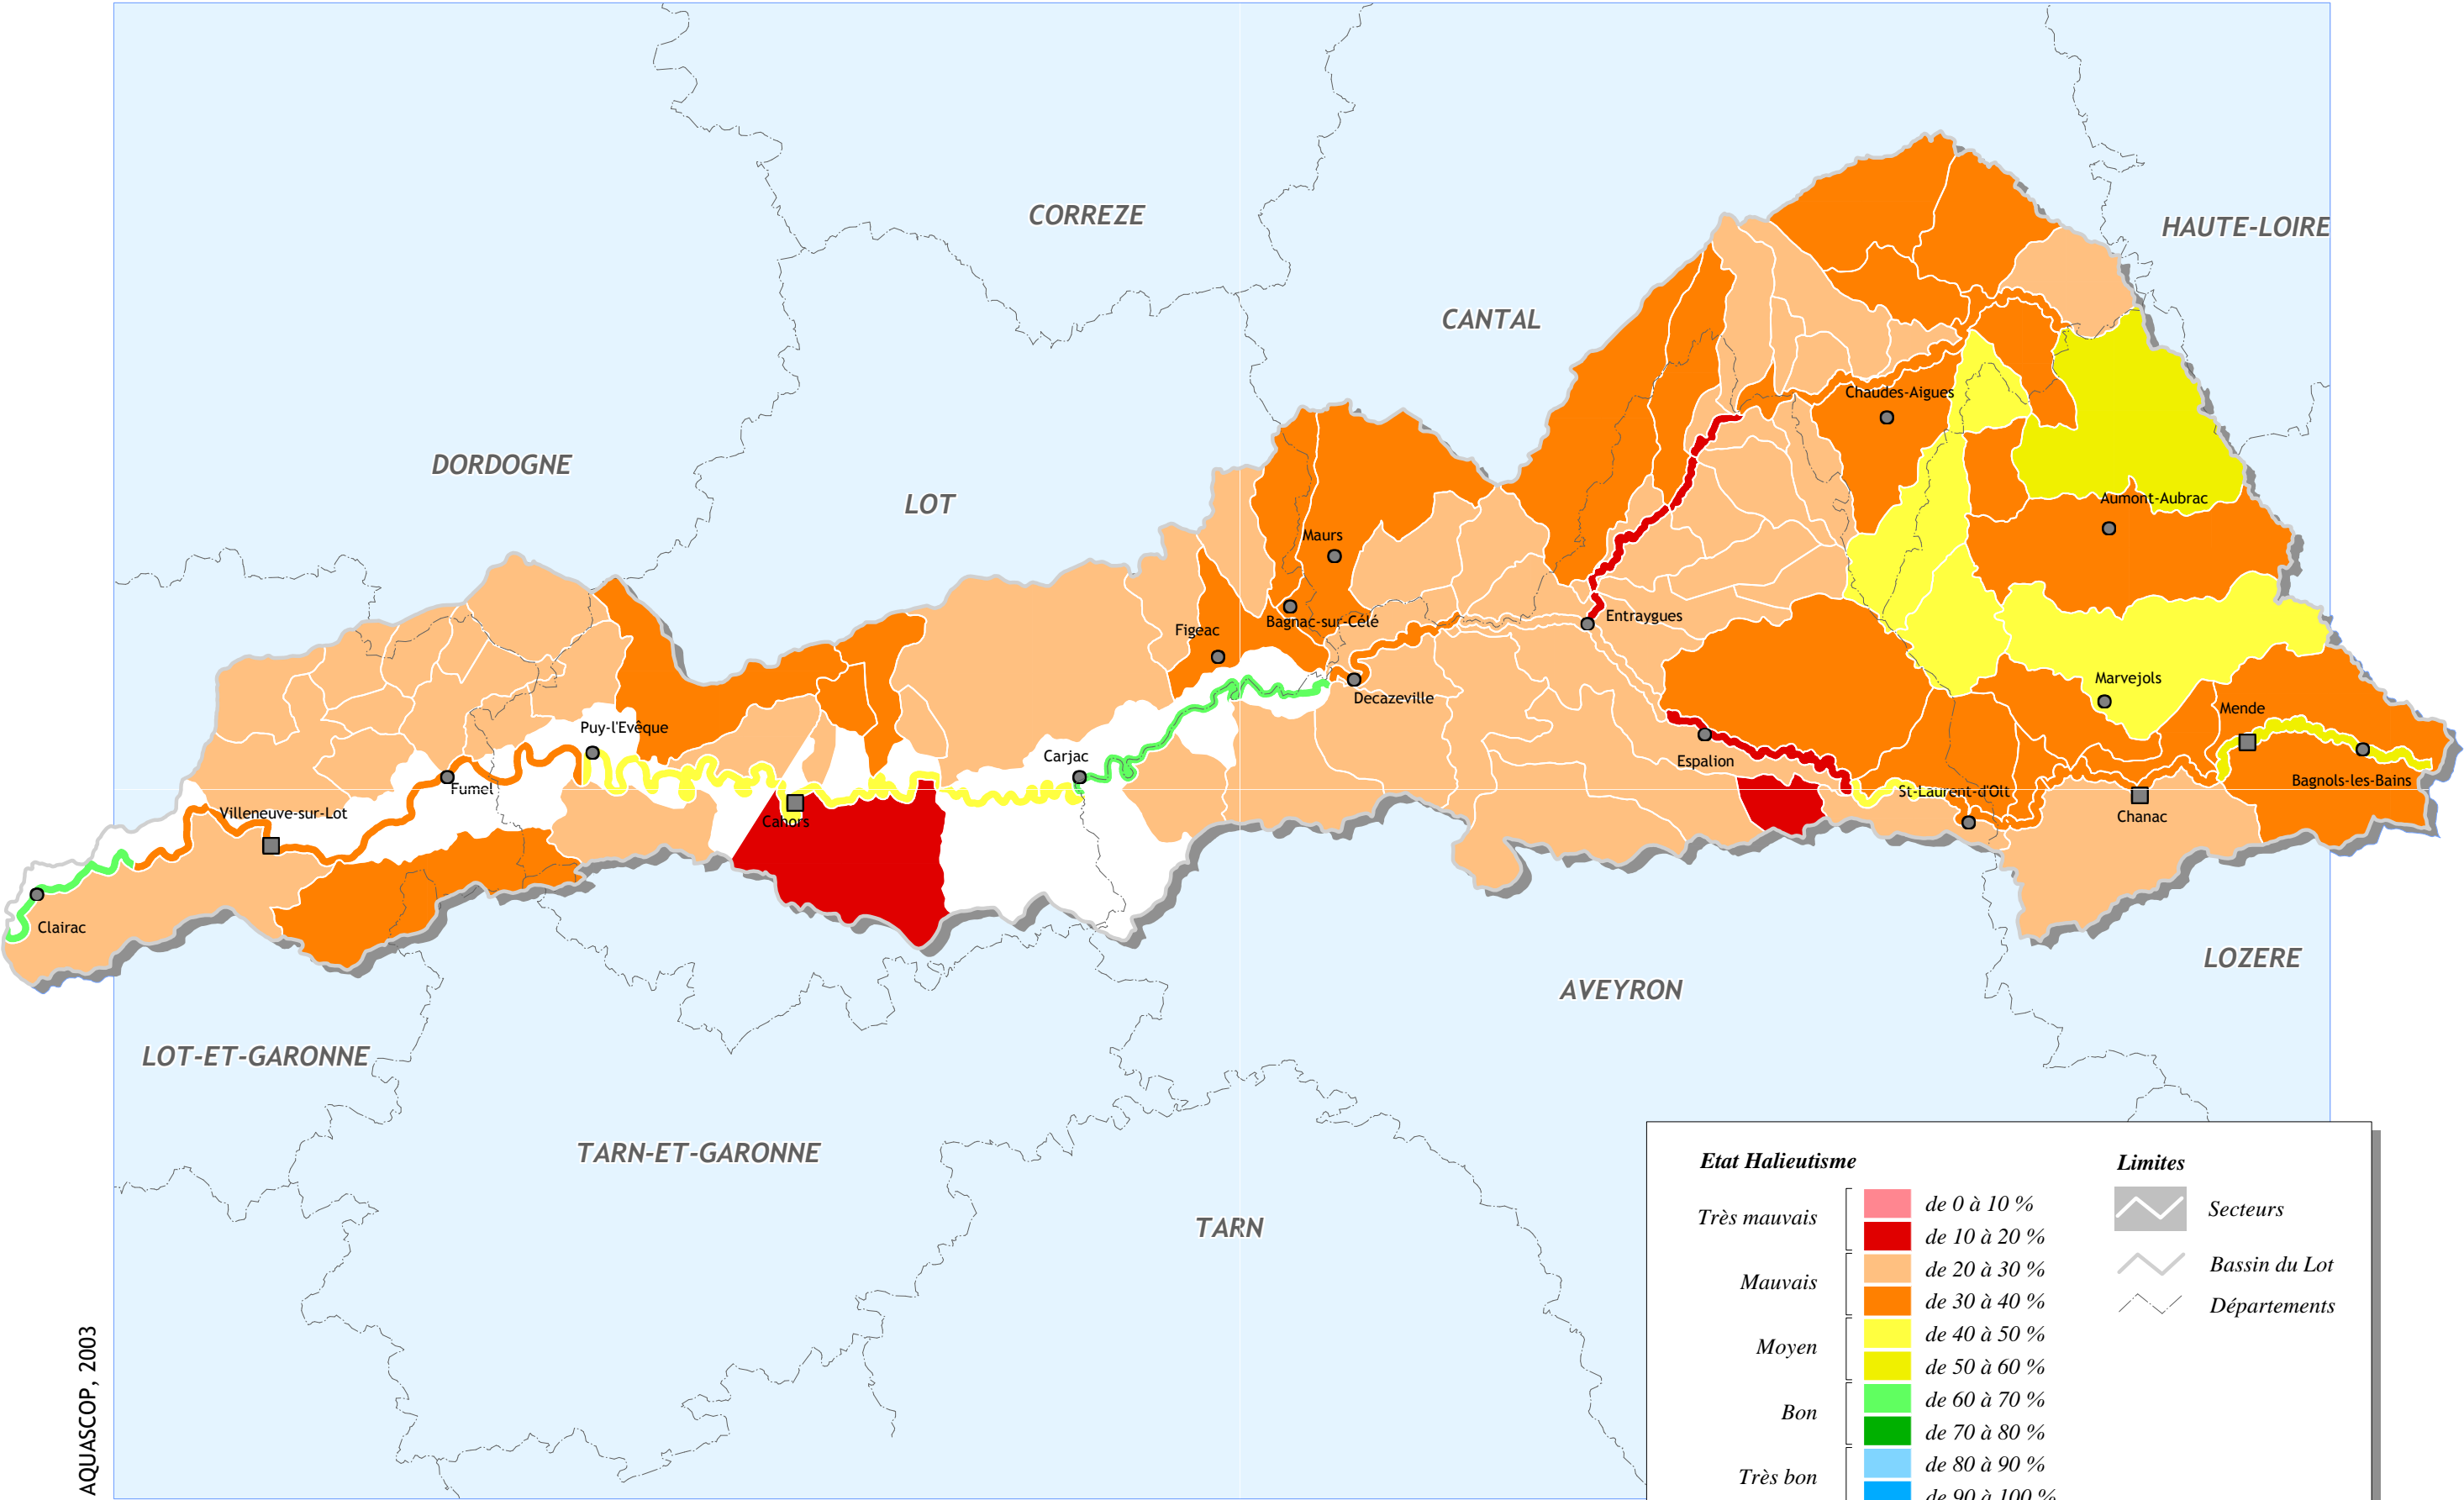 CORREZE
HAUTE-LOIRE
CANTAL
Chaudes-Aigues
DORDOGNE
LOT
Aumont-Aubrac
Maurs
Entraygues
Bagnac-sur-Célé
Figeac
Marvejols
Decazeville
Mende
Puy-l'Evêque
Carjac
Espalion
Bagnols-les-Bains
Fumel
St-Laurent-d'Olt
Villeneuve-sur-Lot
Cahors
Chanac
Clairac
LOZERE
AVEYRON
LOT-ET-GARONNE
TARN-ET-GARONNE
TARN
AQUASCOP, 2003
Etat Halieutisme
Très mauvais
de 0 à 10 %
de 10 à 20 %
Mauvais
de 20 à 30 %
de 30 à 40 %
Moyen
de 40 à 50 %
de 50 à 60 %
Bon
de 60 à 70 %
de 70 à 80 %
Très bon
de 80 à 90 %
de 90 à 100 %
Limites
Secteurs
Bassin du Lot
Départements